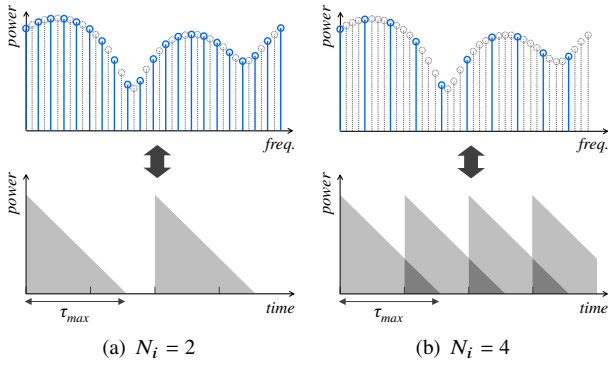 power
freq.
power
time
τmax
(a) Ni = 2
power
freq.
power
time
τmax
(b) Ni = 4